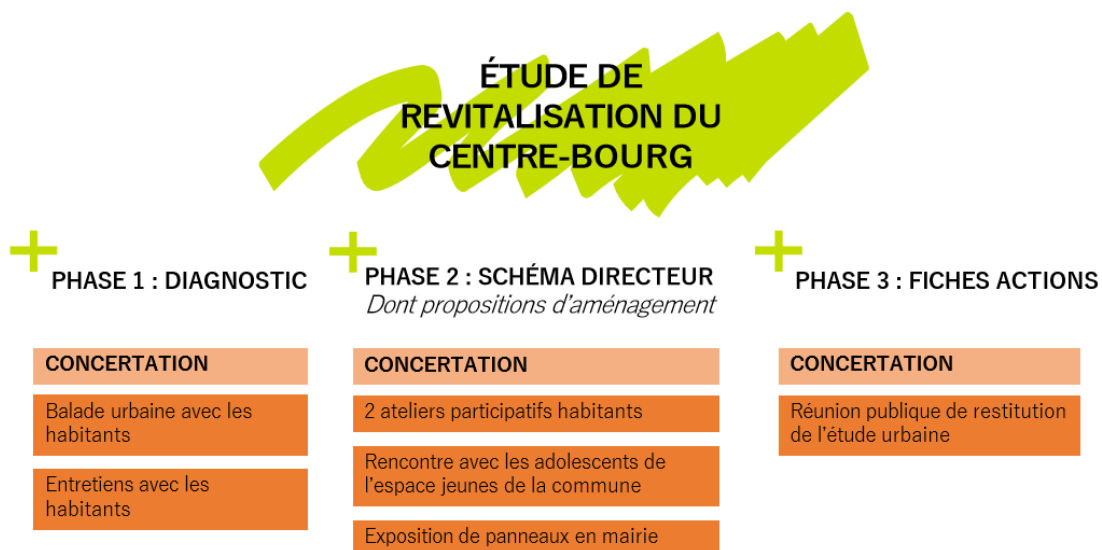 ÉTUDE DE
REVITALISATION DU
CENTRE-BOURG
PHASE 1 : DIAGNOSTIC
CONCERTATION
Balade urbaine avec les
habitants
Entretiens avec les
habitants
PHASE 2 : SCHÉMA DIRECTEUR
Dont propositions d'aménagement
CONCERTATION
2 ateliers participatifs habitants
Rencontre avec les adolescents de
l'espace jeunes de la commune
Exposition de panneaux en mairie
PHASE 3 : FICHES ACTIONS
CONCERTATION
Réunion publique de restitution
de l'étude urbaine